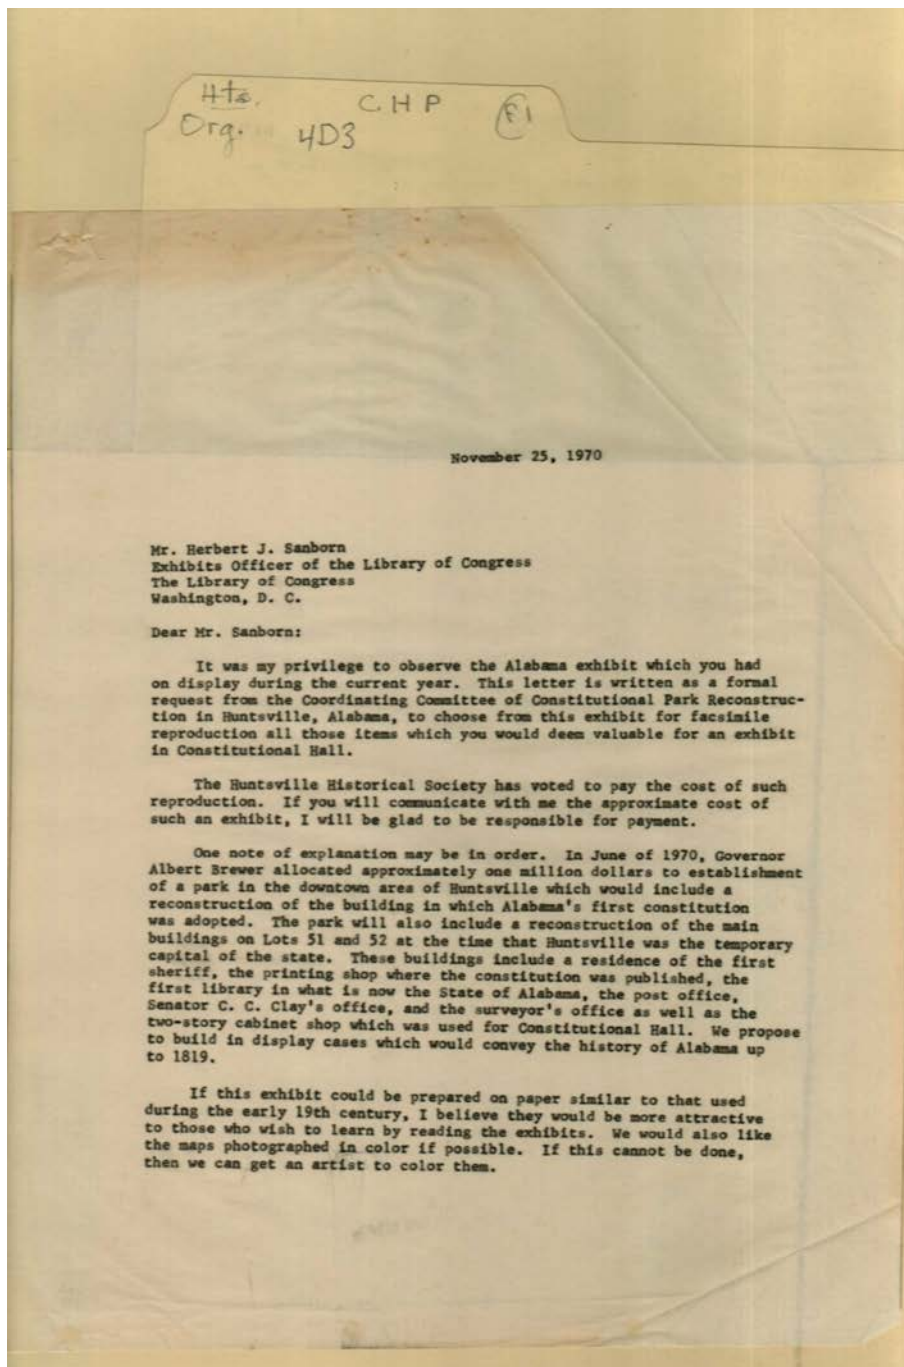 Hts. CHP
Org. 4D3
November 25, 1970
Mr. Herbert J. Sanborn
Exhibits Officer of the Library of Congress
The Library of Congress
Washington, D. C.
Dear Mr. Sanborn:
It was my privilege to observe the Alabama exhibit which you had
on display during the current year. This letter is written as a formal
request from the Coordinating Committee of Constitutional Park Reconstruc-
tion in Huntsville, Alabama, to choose from this exhibit for facsimile
reproduction all those items which you would deem valuable for an exhibit
in Constitutional Hall.
The Huntsville Historical Society has voted to pay the cost of such
reproduction. If you will communicate with me the approximate cost of
such an exhibit, I will be glad to be responsible for payment.
One note of explanation may be in order. In June of 1970, Governor
Albert Brewer allocated approximately one million dollars to establishment
of a park in the downtown area of Huntsville which would include a
reconstruction of the building in which Alabama's first constitution
was adopted. The park will also include a reconstruction of the main
buildings on Lots 51 and 52 at the time that Huntsville was the temporary
capital of the state. These buildings include a residence of the first
sheriff, the printing shop where the constitution was published, the
first library in what is now the State of Alabama, the post office,
Senator C. C. Clay's office, and the surveyor's office as well as the
two-story cabinet shop which was used for Constitutional Hall. We propose
to build in display cases which would convey the history of Alabama up
to 1819.
If this exhibit could be prepared on paper similar to that used
during the early 19th century, I believe they would be more attractive
to those who wish to learn by reading the exhibits. We would also like
the maps photographed in color if possible. If this cannot be done,
then we can get an artist to color them.